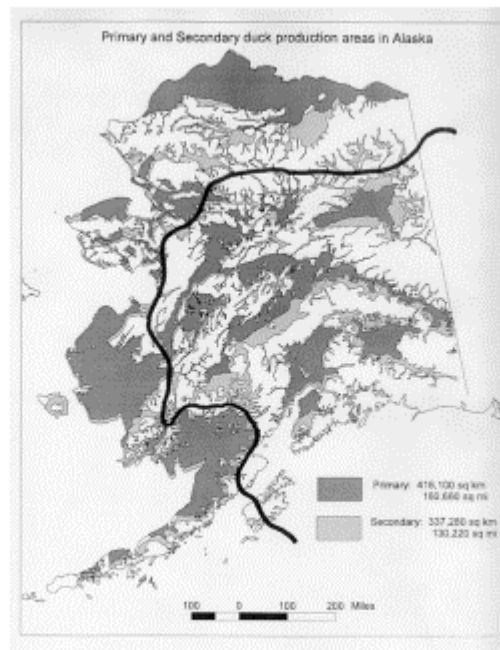 Primary and Secondary duck production areas in Alaska
Primary: 416,100 sq km
160,660 sq mi
Secondary: 337,280 sq km
130,220 sq mi
100 0 100 200 Miles